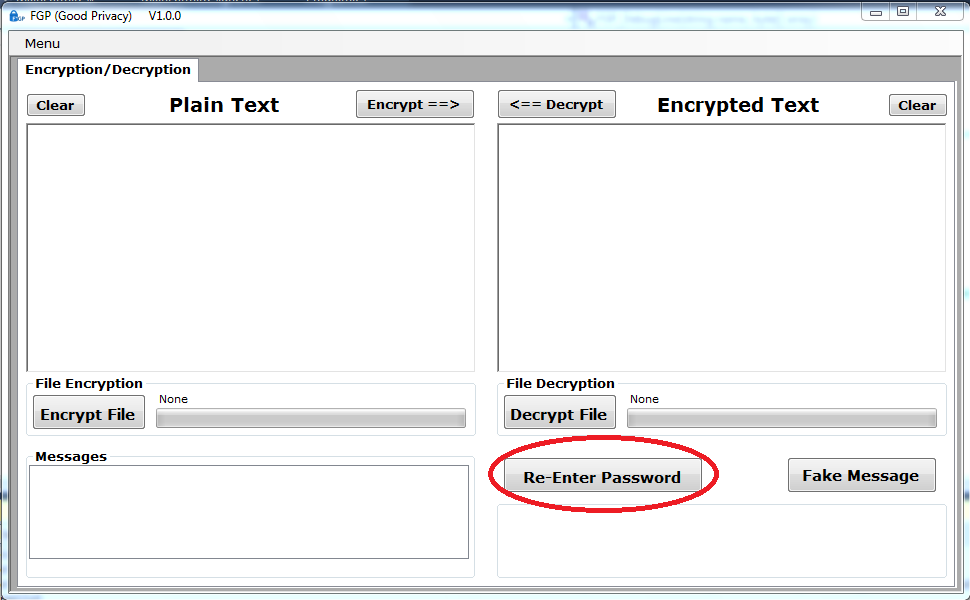 FGP (Good Privacy) V1.0.0
Menu
Encryption/Decryption
Clear Plain Text Encrypt ==> <== Decrypt Encrypted Text Clear
File Encryption File Decryption
Encrypt File None Decrypt File None
Messages
Re-Enter Password Fake Message